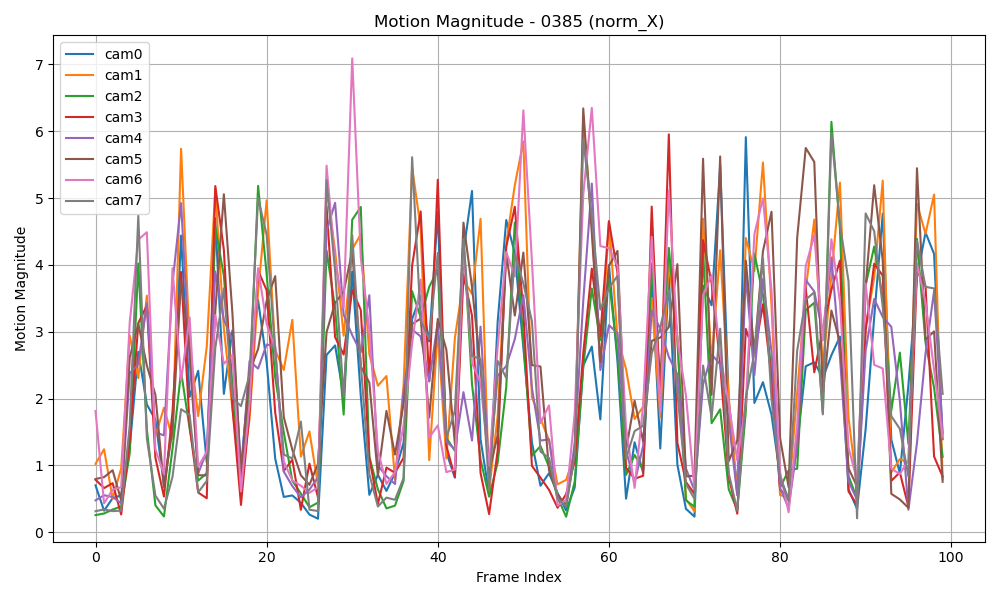 Motion Magnitude - 0385 (norm_X)
cam0
cam1
cam2
cam3
cam4
cam5
cam6
cam7
Motion Magnitude
7
6
5
4
3
2
1
0
0 20 40 60 80 100
Frame Index